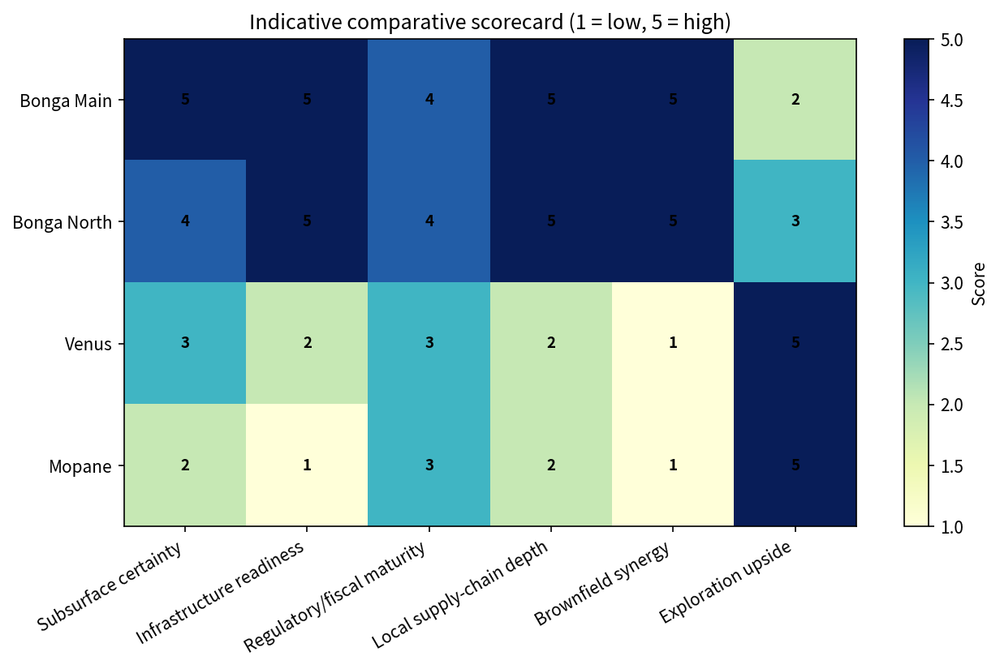 Indicative comparative scorecard (1 = low, 5 = high)
Bonga Main 5 5 4 5 5 2
Bonga North 4 5 4 5 5 3
Venus 3 2 3 2 1 5
Mopane 2 1 3 2 1 5
Subsurface certainty
Infrastructure readiness
Regulatory/fiscal maturity
Local supply-chain depth
Brownfield synergy
Exploration upside
5.0
4.5
4.0
3.5
3.0
2.5
2.0
1.5
1.0
Score